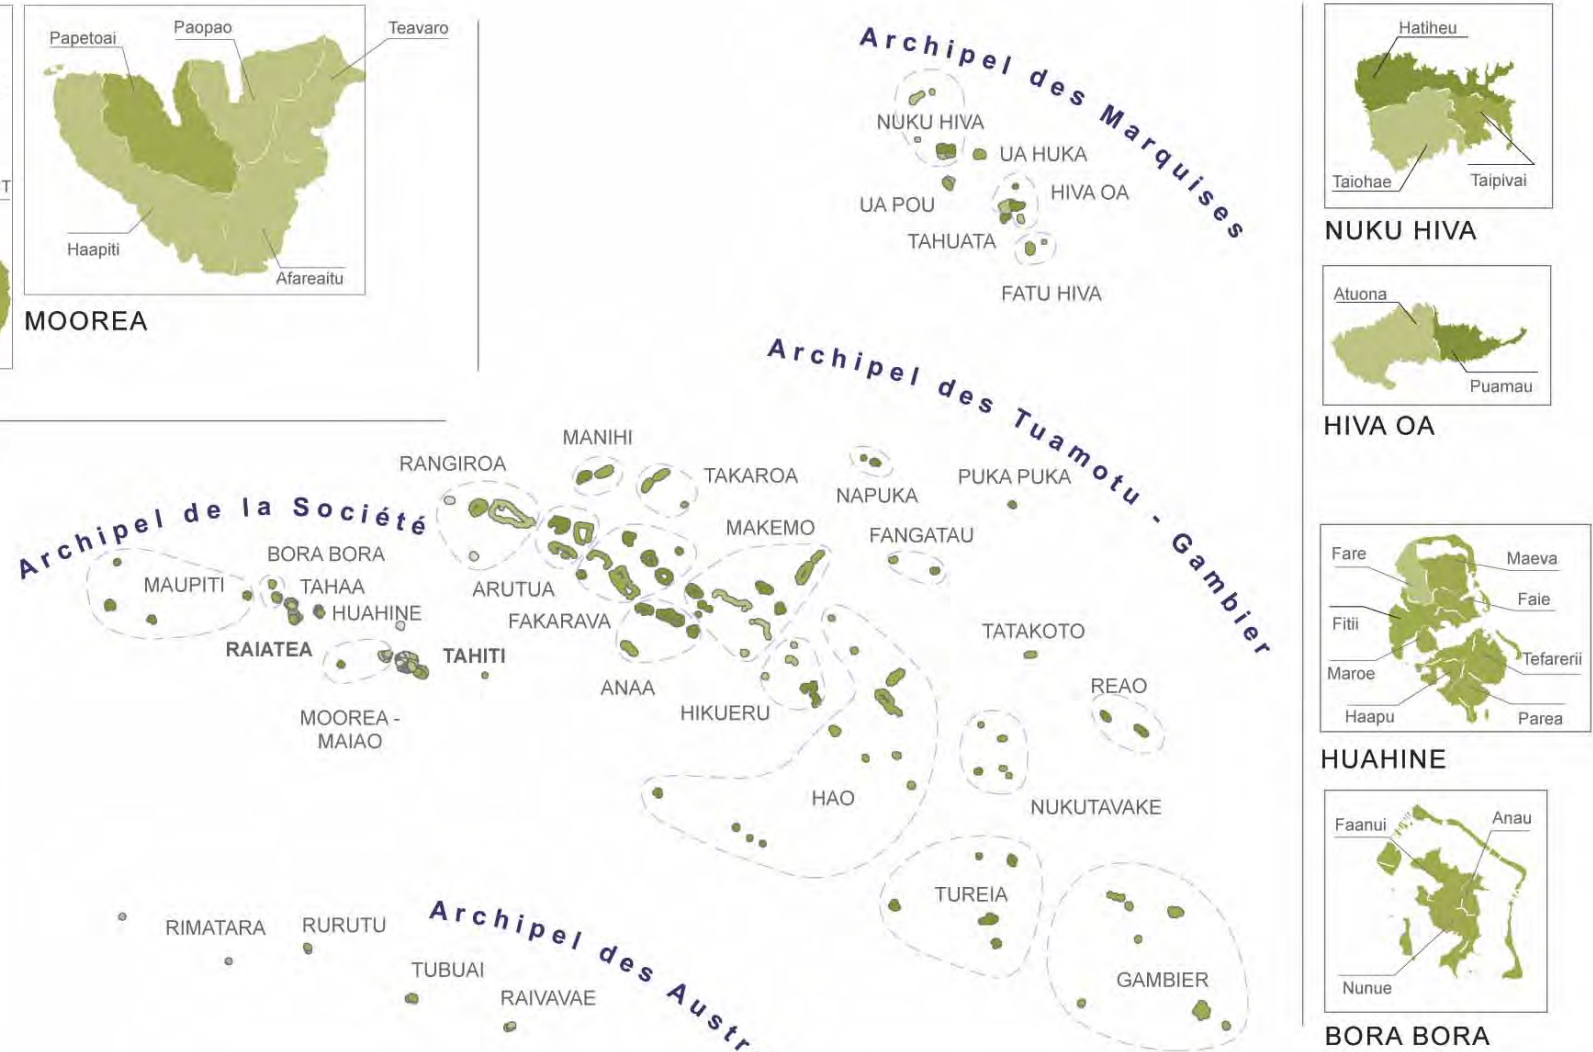 Papetoai
Paopao
Teavaro
Haapiti
Afareaitu
MOOREA
T
Archipel des Marquises
NUKU HIVA
UA HUKA
HIVA OA
UA POU
TAHUATA
FATU HIVA
Hatiheu
Taiohae
Taipivai
NUKU HIVA
Atuona
Puamau
HIVA OA
Archipel des Tuamotu - Gambier
MANIHI
RANGIROA
TAKAROA
NAPUKA
PUKA PUKA
MAKEMO
FANGATAU
Archipel de la Société
BORA BORA
MAUPITI
TAHAA
HUAHINE
ARUTUA
FAKARAVA
RAIATEA
TAHITI
ANAA
HIKUERU
TATAKOTO
REAO
MOOREA -
MAIAO
HAO
NUKUTAVAKE
TUREIA
GAMBIER
Fare
Maeva
Faie
Fitii
Tefarerii
Maroe
Haapu
Parea
HUAHINE
Faanui
Anau
Nunue
BORA BORA
Archipel des Austr
RIMATARA
RURUTU
TUBUAI
RAIVAVAE